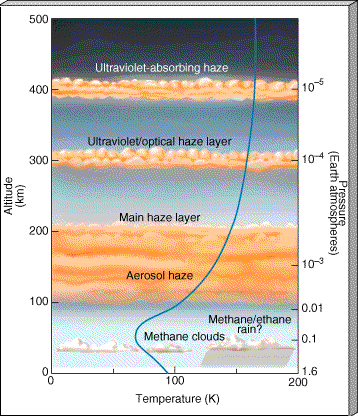 500
400
300
200
100
0
Altitude
(km)
Ultraviolet-absorbing haze
Ultraviolet/optical haze layer
Main haze layer
Aerosol haze
Methane/ethane
rain?
Methane clouds
10⁻⁵
10⁻⁴
10⁻³
0.01
0.1
1.6
Pressure
(Earth atmospheres)
0
100
200
Temperature (K)